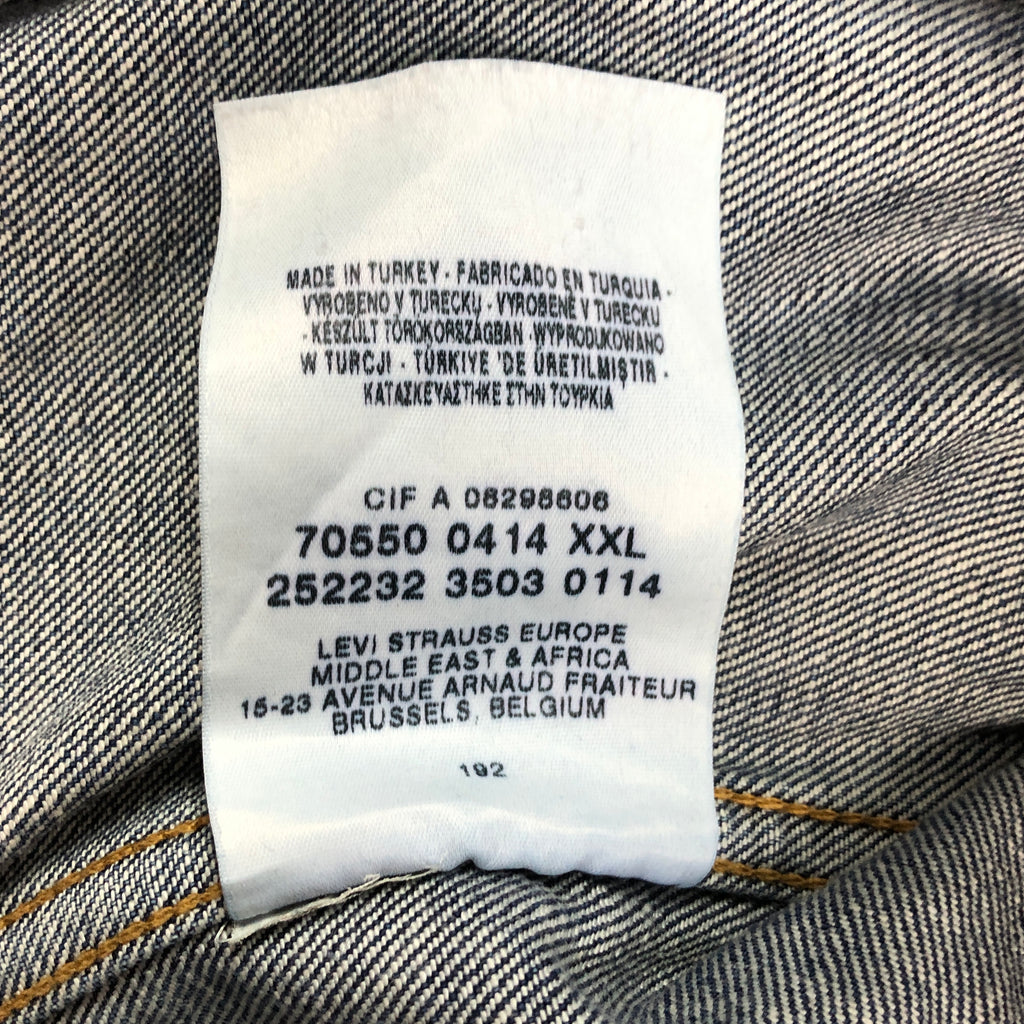 MADE IN TURKEY - FABRICADO EN TURQUIA -
VYROBENO V TURECKU - VYROBENÉ V TURECKU
- KÉSZÜLT TÖRÖKORSZÁGBAN - WYPRODUKOWANO
W TURCJI - TÜRKIYE 'DE ÜRETILMIŞTIR -
ΚΑΤΑΣΚΕΥΑΣΤΗΚΕ ΣΤΗΝ ΤΟΥΡΚΙΑ
CIF A 08298606
70550 0414 XXL
252232 3503 0114
LEVI STRAUSS EUROPE
MIDDLE EAST & AFRICA
15-23 AVENUE ARNAUD FRAITEUR
BRUSSELS, BELGIUM
192